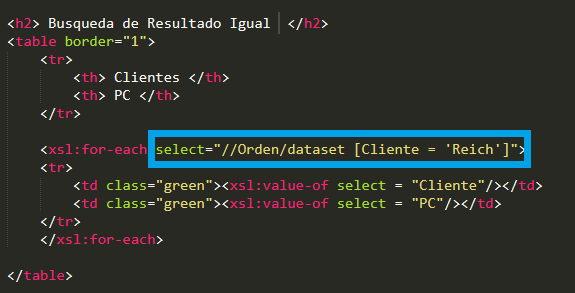 <h2> Busqueda de Resultado Igual </h2>
<table border="1">
<tr>
<th> Clientes </th>
<th> PC </th>
</tr>
<xsl:for-each select="//Orden/dataset [Cliente = 'Reich']">
<tr>
<td class="green"><xsl:value-of select = "Cliente"/></td>
<td class="green"><xsl:value-of select = "PC"/></td>
</tr>
</xsl:for-each>
</table>